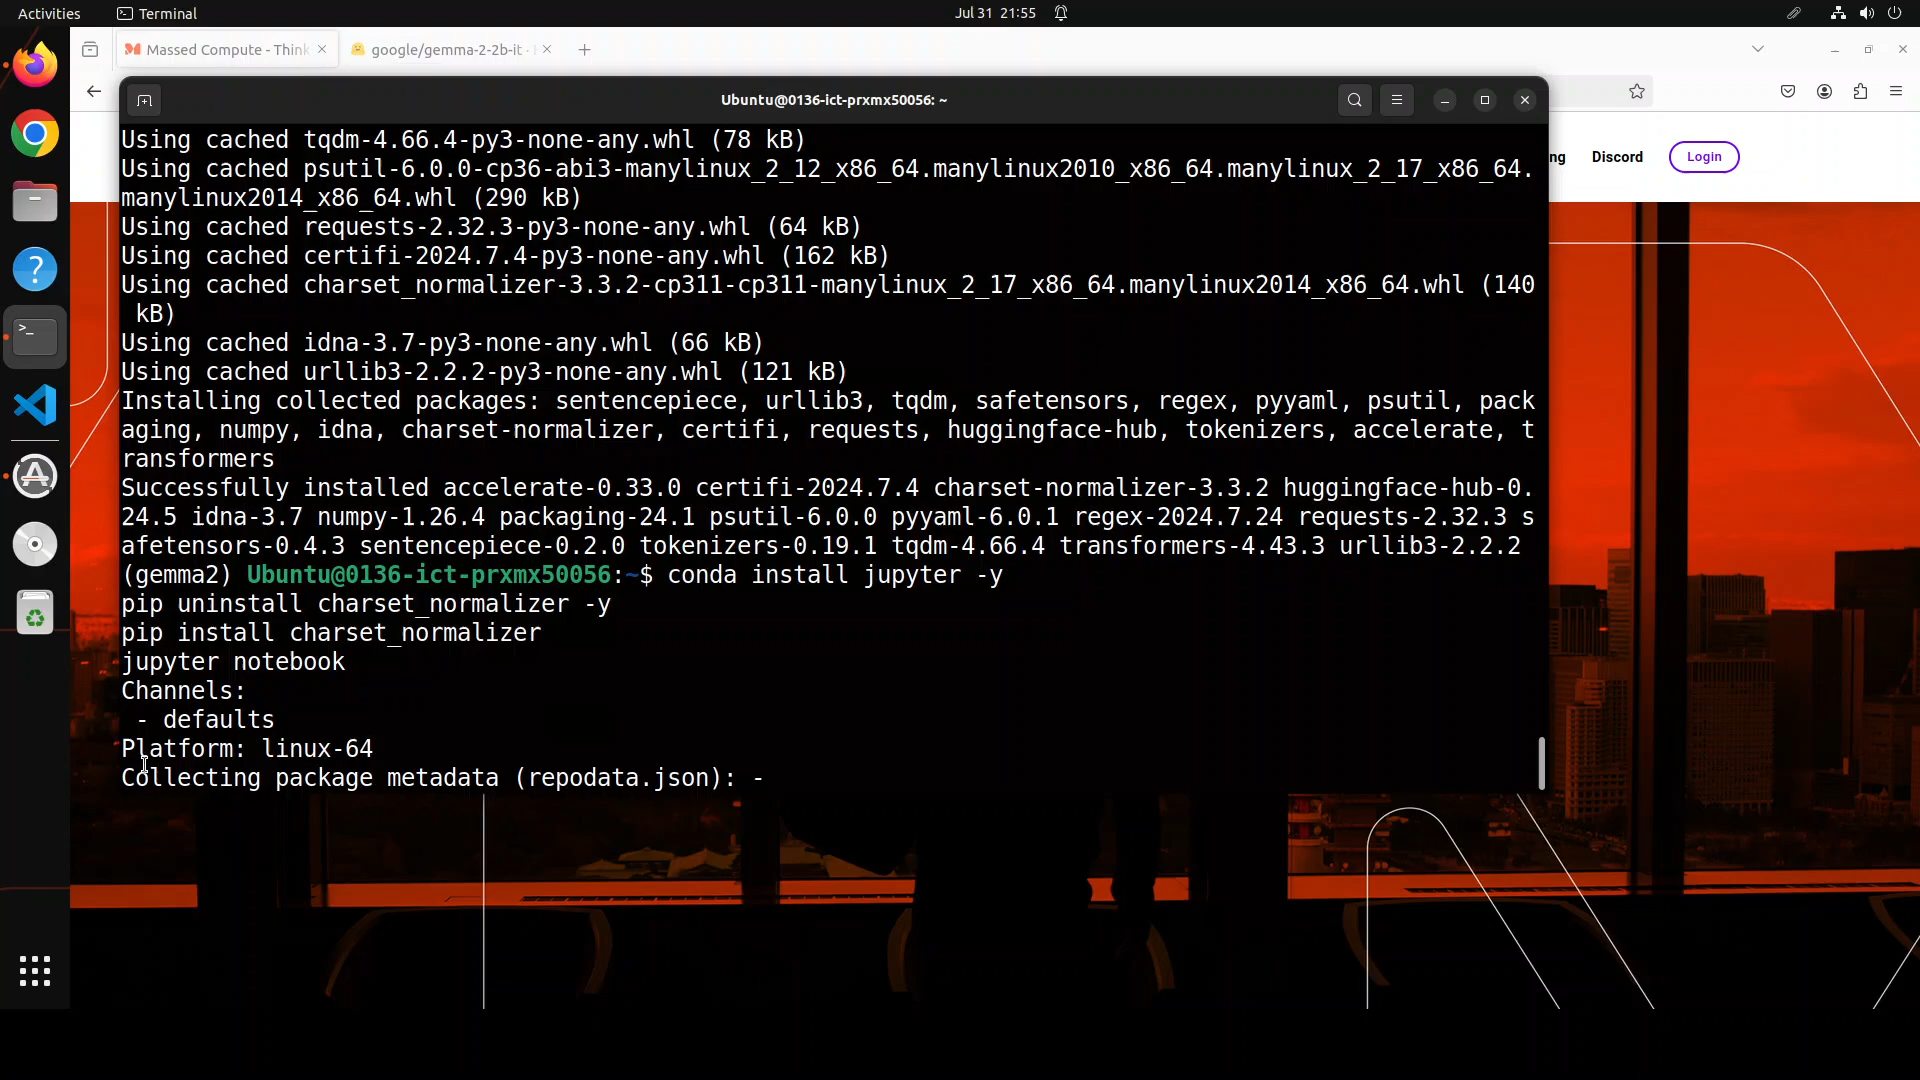 Activities
Terminal
Jul 31 21:55
Massed Compute - Think
google/gemma-2-2b-it
Ubuntu@0136-ict-prxmx50056: ~
ng
Discord
Login
Using cached tqdm-4.66.4-py3-none-any.whl (78 kB)
Using cached psutil-6.0.0-cp36-abi3-manylinux_2_12_x86_64.manylinux2010_x86_64.manylinux_2_17_x86_64.
manylinux2014_x86_64.whl (290 kB)
Using cached requests-2.32.3-py3-none-any.whl (64 kB)
Using cached certifi-2024.7.4-py3-none-any.whl (162 kB)
Using cached charset_normalizer-3.3.2-cp311-cp311-manylinux_2_17_x86_64.manylinux2014_x86_64.whl (140
 kB)
Using cached idna-3.7-py3-none-any.whl (66 kB)
Using cached urllib3-2.2.2-py3-none-any.whl (121 kB)
Installing collected packages: sentencepiece, urllib3, tqdm, safetensors, regex, pyyaml, psutil, pack
aging, numpy, idna, charset-normalizer, certifi, requests, huggingface-hub, tokenizers, accelerate, t
ransformers
Successfully installed accelerate-0.33.0 certifi-2024.7.4 charset-normalizer-3.3.2 huggingface-hub-0.
24.5 idna-3.7 numpy-1.26.4 packaging-24.1 psutil-6.0.0 pyyaml-6.0.1 regex-2024.7.24 requests-2.32.3 s
afetensors-0.4.3 sentencepiece-0.2.0 tokenizers-0.19.1 tqdm-4.66.4 transformers-4.43.3 urllib3-2.2.2
(gemma2) Ubuntu@0136-ict-prxmx50056:~$ conda install jupyter -y
pip uninstall charset_normalizer -y
pip install charset_normalizer
jupyter notebook
Channels:
 - defaults
Platform: linux-64
Collecting package metadata (repodata.json): -